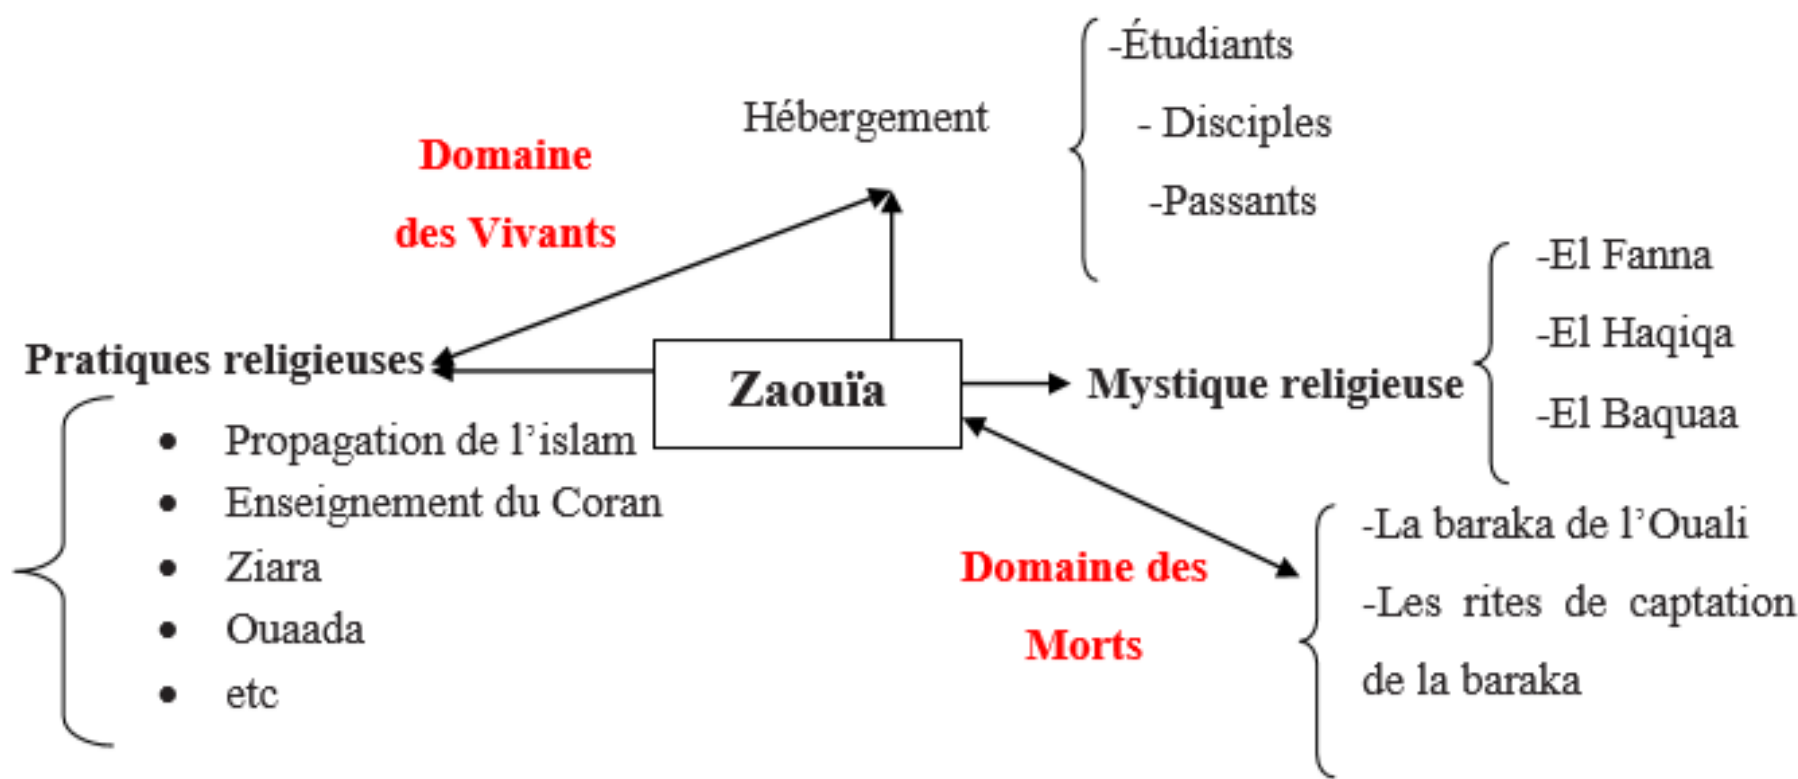 -Étudiants
Hébergement
- Disciples
Domaine
des Vivants
-Passants
-El Fanna
-El Haqiqa
-El Baquaa
Pratiques religieuses
Zaouïa
Mystique religieuse
• Propagation de l’islam
• Enseignement du Coran
• Ziara
• Ouaada
• etc
Domaine des
Morts
-La baraka de l’Ouali
-Les rites de captation
de la baraka